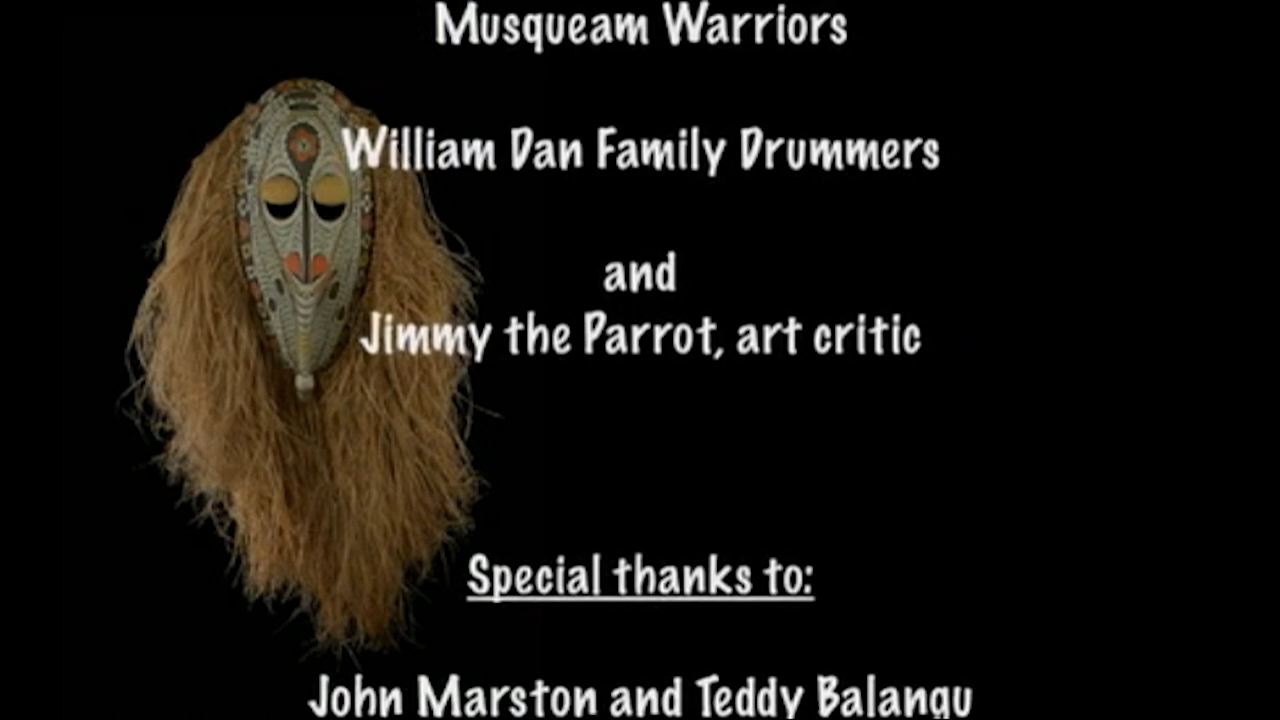 Musqueam Warriors
William Dan Family Drummers
and
Jimmy the Parrot, art critic
Special thanks to:
John Marston and Teddy Balangu